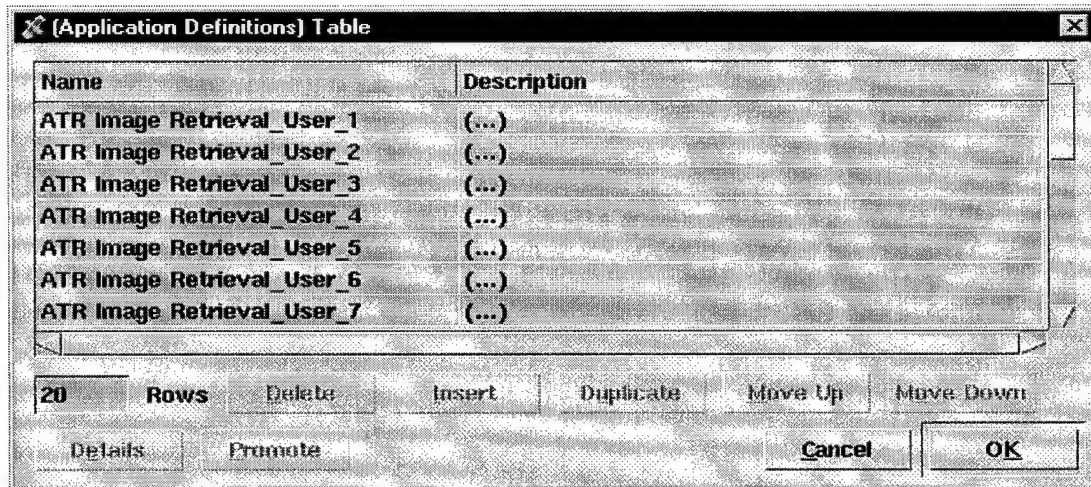 (Application Definitions) Table
Name Description
ATR Image Retrieval_User_1 (...)
ATR Image Retrieval_User_2 (...)
ATR Image Retrieval_User_3 (...)
ATR Image Retrieval_User_4 (...)
ATR Image Retrieval_User_5 (...)
ATR Image Retrieval_User_6 (...)
ATR Image Retrieval_User_7 (...)
20 Rows Delete Insert Duplicate Move Up Move Down
Details Promote Cancel OK